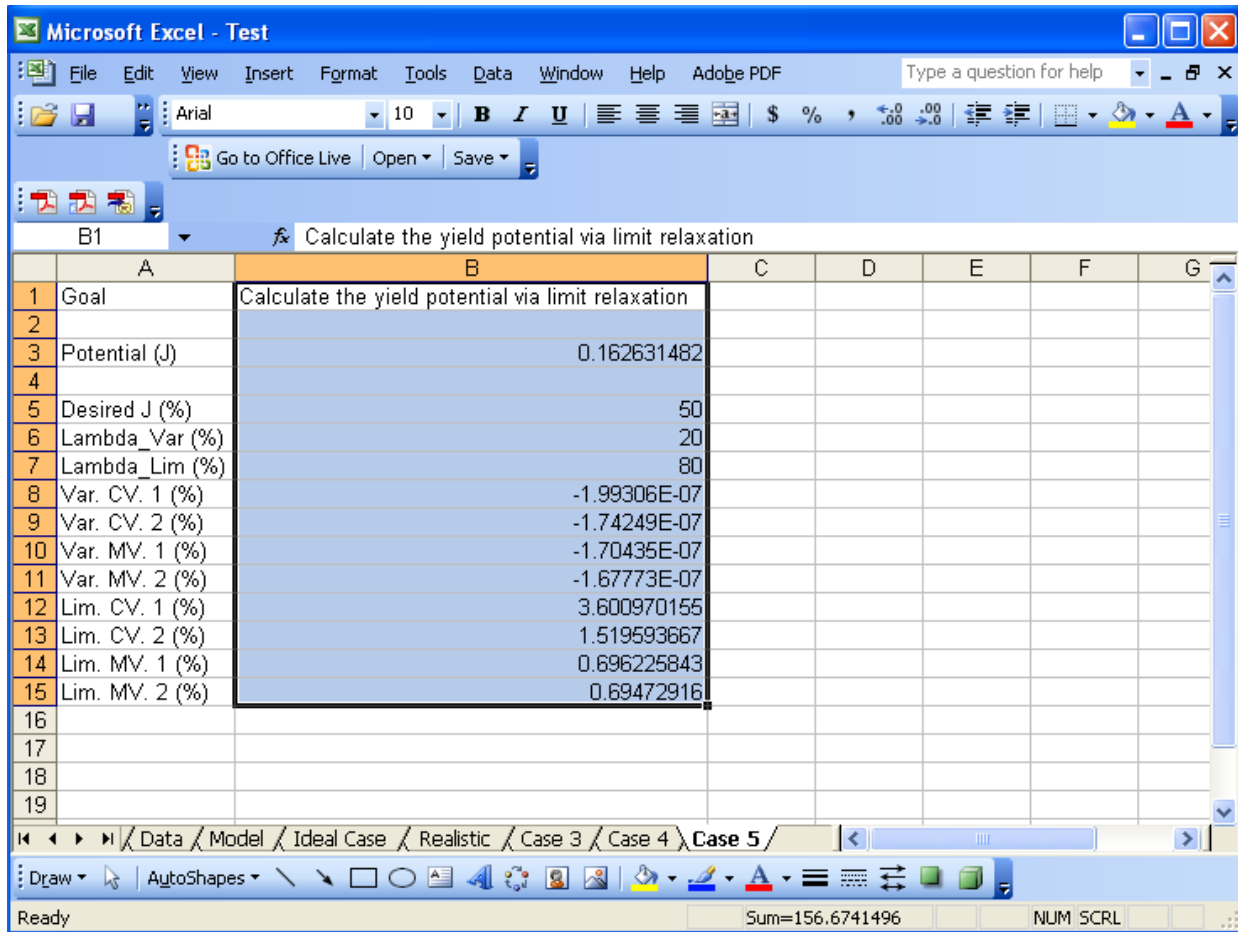 Microsoft Excel - Test
File Edit View Insert Format Tools Data Window Help Adobe PDF Type a question for help
Arial 10 B I U $ % , .00 .00
Go to Office Live Open Save
B1 fx Calculate the yield potential via limit relaxation
A B C D E F G
1 Goal Calculate the yield potential via limit relaxation
2
3 Potential (J) 0.162631482
4
5 Desired J (%) 50
6 Lambda_Var (%) 20
7 Lambda_Lim (%) 80
8 Var. CV. 1 (%) -1.99306E-07
9 Var. CV. 2 (%) -1.74249E-07
10 Var. MV. 1 (%) -1.70435E-07
11 Var. MV. 2 (%) -1.67773E-07
12 Lim. CV. 1 (%) 3.600970155
13 Lim. CV. 2 (%) 1.519593667
14 Lim. MV. 1 (%) 0.696225843
15 Lim. MV. 2 (%) 0.69472916
16
17
18
19
Data / Model / Ideal Case / Realistic / Case 3 / Case 4 \ Case 5 /
Draw AutoShapes A
Ready Sum=156.6741496 NUM SCRL